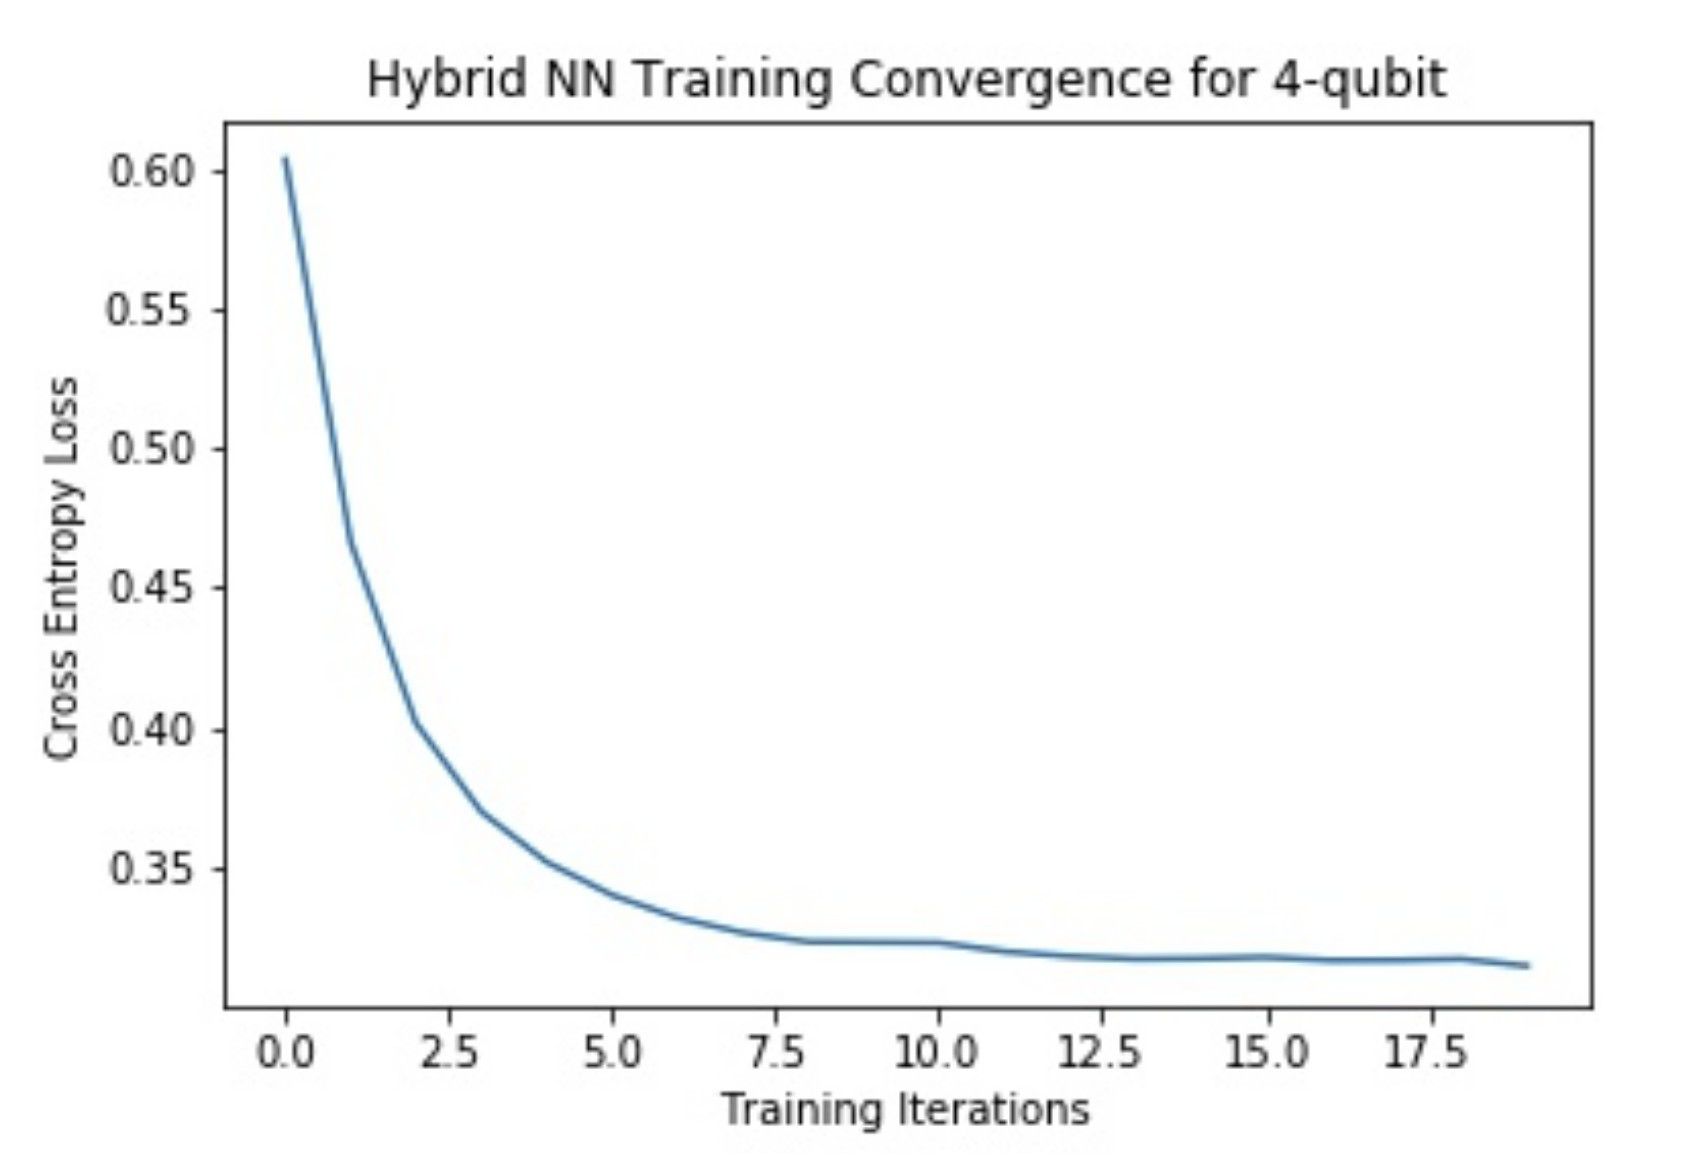 Hybrid NN Training Convergence for 4-qubit
0.60
0.55
0.50
0.45
0.40
0.35
Cross Entropy Loss
0.0 2.5 5.0 7.5 10.0 12.5 15.0 17.5
Training Iterations